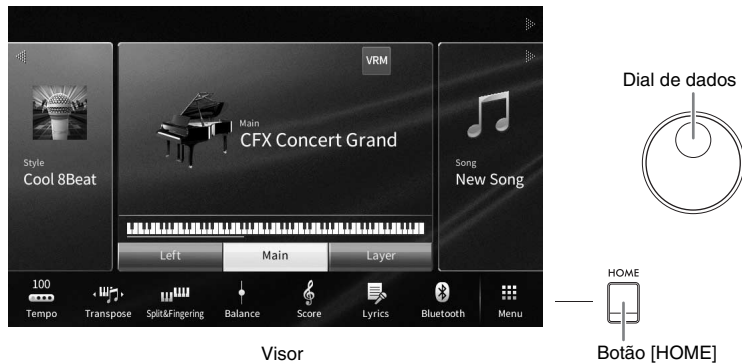 VRM
Dial de dados
Main
CFX Concert Grand
Style
Cool 8Beat
Song
New Song
Left Main Layer
HOME
100
Tempo Transpose Split&Fingering Balance Score Lyrics Bluetooth Menu
Visor
Botão [HOME]